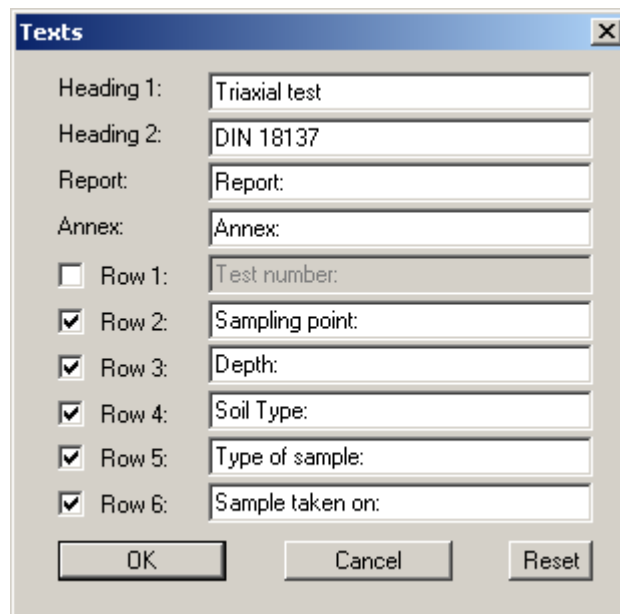 Texts
Heading 1: Triaxial test
Heading 2: DIN 18137
Report: Report:
Annex: Annex:
Row 1: Test number:
Row 2: Sampling point:
Row 3: Depth:
Row 4: Soil Type:
Row 5: Type of sample:
Row 6: Sample taken on:
OK Cancel Reset